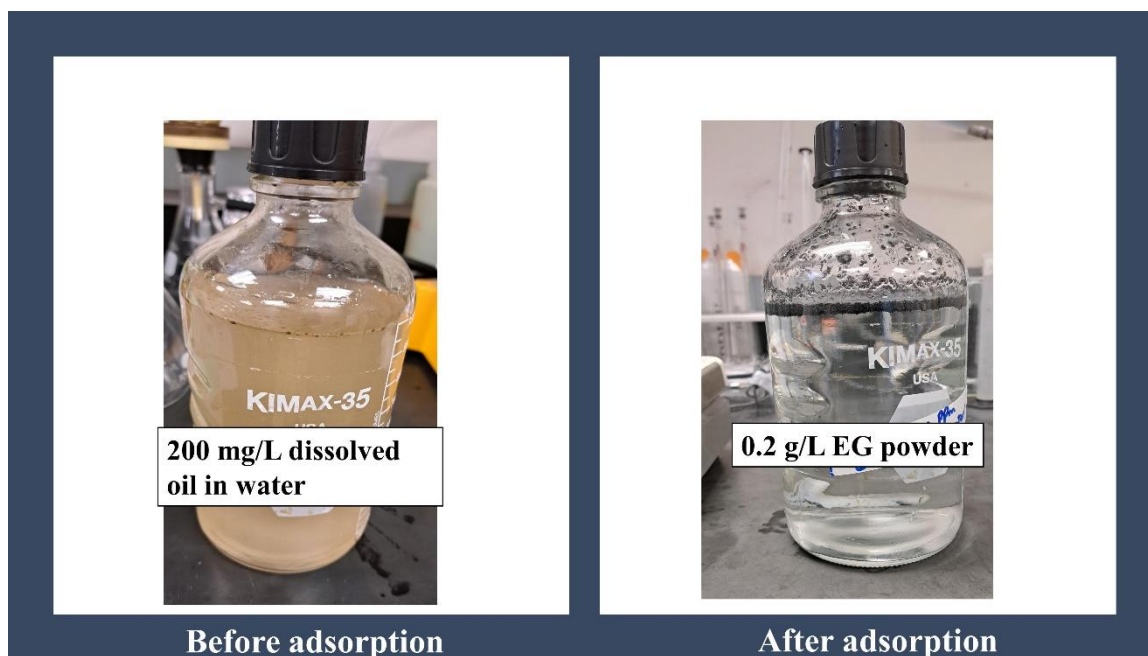 KIMAX-35
USA
200 mg/L dissolved
oil in water
KIMAX-35
USA
ppm
0.2 g/L EG powder
Before adsorption
After adsorption